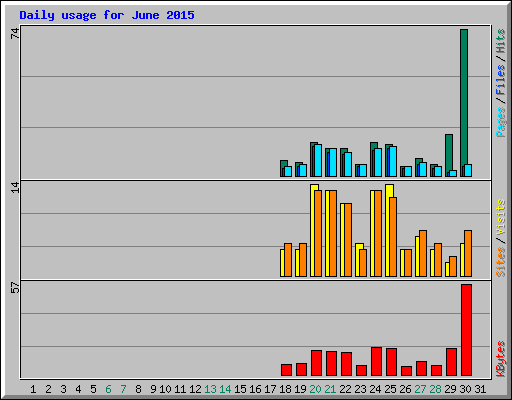 Daily usage for June 2015
74
14
57
Pages / Files / Hits
Sites / Visits
KBytes
1 2 3 4 5 6 7 8 9 10 11 12 13 14 15 16 17 18 19 20 21 22 23 24 25 26 27 28 29 30 31